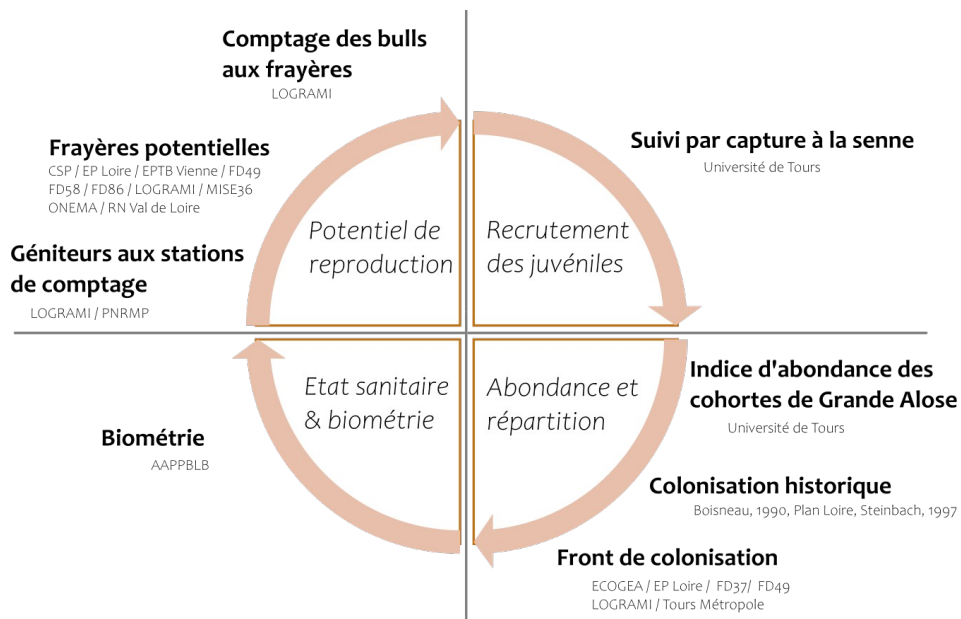 Comptage des bulls
aux frayères
LOGRAMI
Frayères potentielles
CSP / EP Loire / EPTB Vienne / FD49
FD58 / FD86 / LOGRAMI / MISE36
ONEMA / RN Val de Loire
Géniteurs aux stations
de comptage
LOGRAMI / PNRMP
Potentiel de
reproduction
Suivi par capture à la senne
Université de Tours
Recrutement
des juvéniles
Etat sanitaire
& biométrie
Biométrie
AAPPBLB
Abondance et
répartition
Indice d'abondance des
cohortes de Grande Alose
Université de Tours
Colonisation historique
Boisneau, 1990, Plan Loire, Steinbach, 1997
Front de colonisation
ECOGEA / EP Loire / FD37/ FD49
LOGRAMI / Tours Métropole